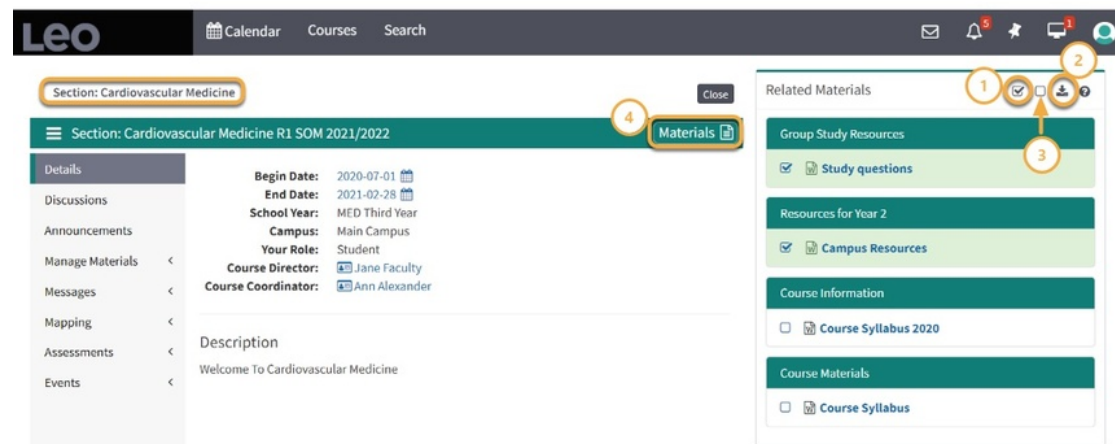 Leo
Calendar Courses Search
5
1
2
Section: Cardiovascular Medicine
Close
Section: Cardiovascular Medicine R1 SOM 2021/2022
4
Materials
Details
Discussions
Announcements
Manage Materials
Messages
Mapping
Assessments
Events
Begin Date: 2020-07-01
End Date: 2021-02-28
School Year: MED Third Year
Campus: Main Campus
Your Role: Student
Course Director: Jane Faculty
Course Coordinator: Ann Alexander
Description
Welcome To Cardiovascular Medicine
Related Materials
1
?
3
Group Study Resources
Study questions
Resources for Year 2
Campus Resources
Course Information
Course Syllabus 2020
Course Materials
Course Syllabus